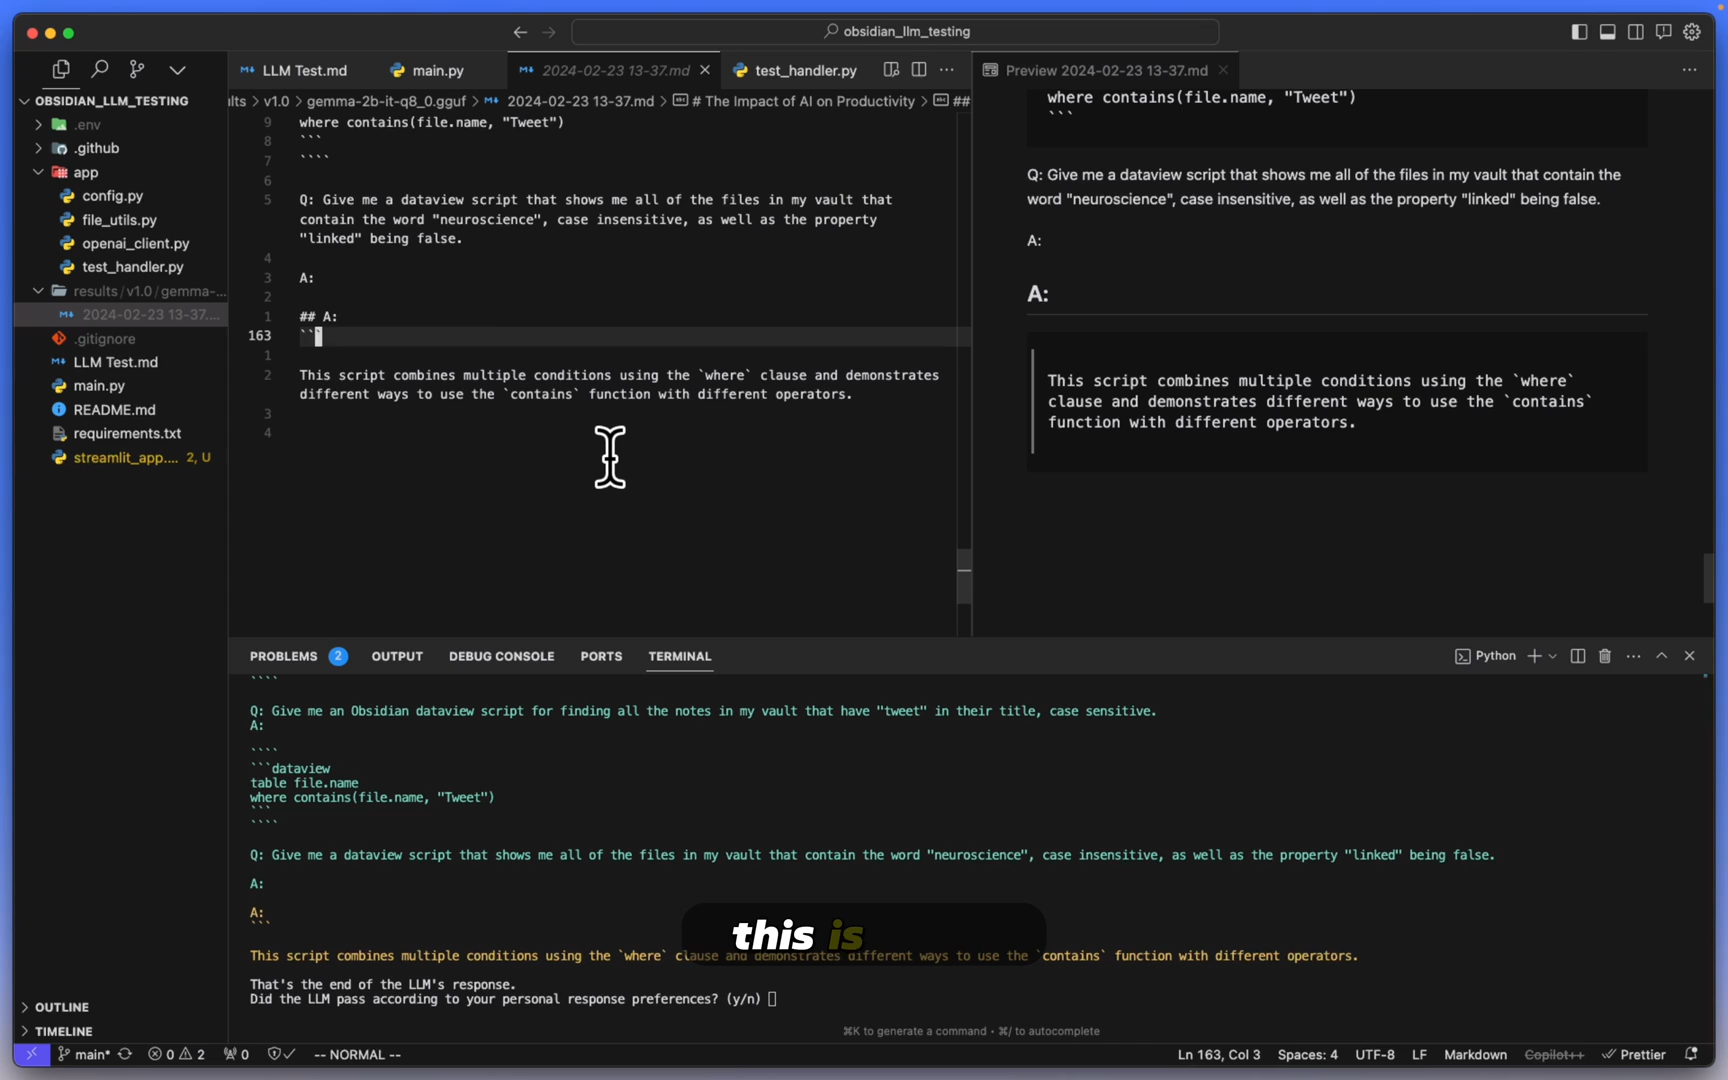 obsidian_llm_testing
LLM Test.md
main.py
2024-02-23 13-37.md
test_handler.py
Preview 2024-02-23 13-37.md
OBSIDIAN_LLM_TESTING
.env
.github
app
config.py
file_utils.py
openai_client.py
test_handler.py
results / v1.0 / gemma-...
2024-02-23 13-37....
.gitignore
LLM Test.md
main.py
README.md
requirements.txt
streamlit_app.... 2, U
OUTLINE
TIMELINE
ults > v1.0 > gemma-2b-it-q8_0.gguf > 2024-02-23 13-37.md > # The Impact of AI on Productivity > ##
9 where contains(file.name, "Tweet")
8 ```
7 ````
6
5 Q: Give me a dataview script that shows me all of the files in my vault that
contain the word "neuroscience", case insensitive, as well as the property
"linked" being false.
4
3 A:
2
1 ## A:
163 ```
1
2 This script combines multiple conditions using the `where` clause and demonstrates
different ways to use the `contains` function with different operators.
3
4
where contains(file.name, "Tweet")
```
Q: Give me a dataview script that shows me all of the files in my vault that contain the
word "neuroscience", case insensitive, as well as the property "linked" being false.
A:
A:
This script combines multiple conditions using the `where`
clause and demonstrates different ways to use the `contains`
function with different operators.
PROBLEMS 2 OUTPUT DEBUG CONSOLE PORTS TERMINAL
Python
````
Q: Give me an Obsidian dataview script for finding all the notes in my vault that have "tweet" in their title, case sensitive.
A:
````
```dataview
table file.name
where contains(file.name, "Tweet")
```
````
Q: Give me a dataview script that shows me all of the files in my vault that contain the word "neuroscience", case insensitive, as well as the property "linked" being false.
A:
A:
```
this is
This script combines multiple conditions using the `where` clause and demonstrates different ways to use the `contains` function with different operators.
That's the end of the LLM's response.
Did the LLM pass according to your personal response preferences? (y/n)
⌘K to generate a command • ⌘/ to autocomplete
main* 0 2 0 -- NORMAL --
Ln 163, Col 3 Spaces: 4 UTF-8 LF Markdown Copilot++ Prettier